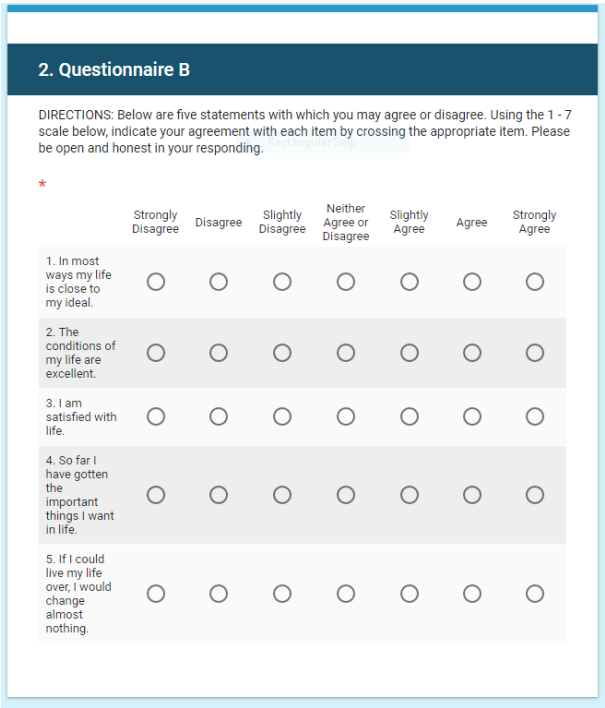 2. Questionnaire B
DIRECTIONS: Below are five statements with which you may agree or disagree. Using the 1 - 7
scale below, indicate your agreement with each item by crossing the appropriate item. Please
be open and honest in your responding.
Rectangular Snip
*
Strongly
Disagree
Disagree
Slightly
Disagree
Neither
Agree or
Disagree
Slightly
Agree
Agree
Strongly
Agree
1. In most
ways my life
is close to
my ideal.
2. The
conditions of
my life are
excellent.
3. I am
satisfied with
life.
4. So far I
have gotten
the
important
things I want
in life.
5. If I could
live my life
over, I would
change
almost
nothing.